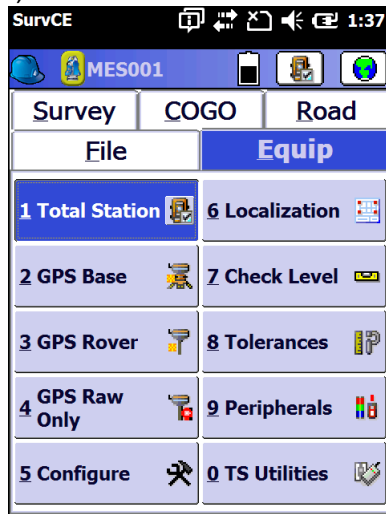 SurvCE 1:37
MES001
Survey COGO Road
File Equip
1 Total Station 6 Localization
2 GPS Base 7 Check Level
3 GPS Rover 8 Tolerances
4 GPS Raw Only 9 Peripherals
5 Configure 0 TS Utilities